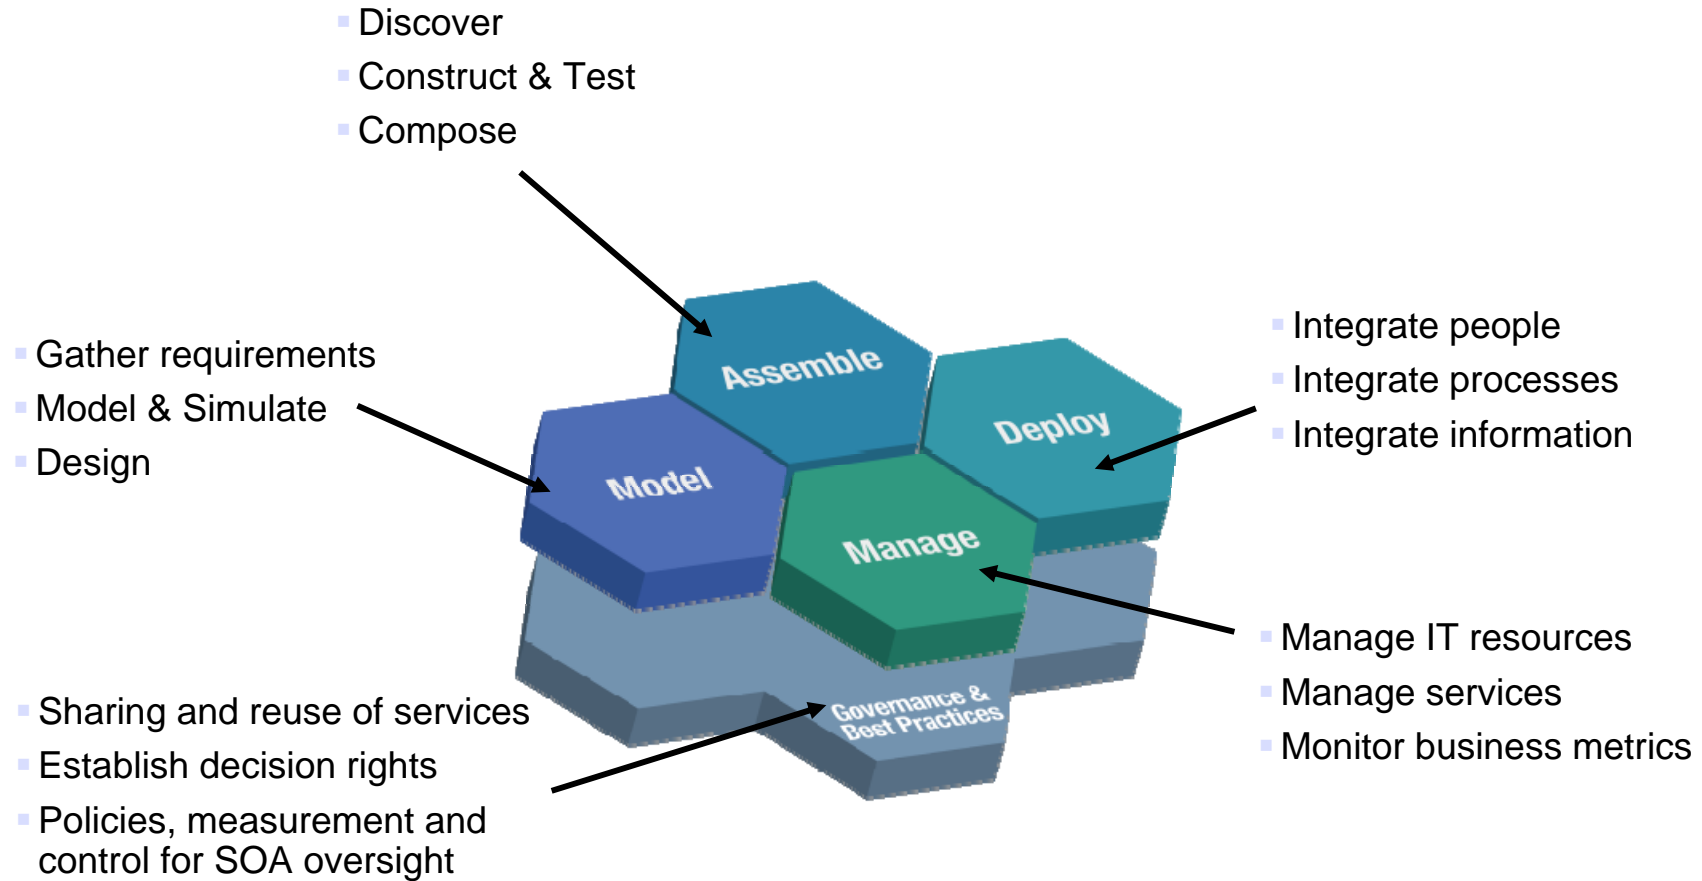 Discover
Construct & Test
Compose
Gather requirements
Model & Simulate
Design
Assemble
Deploy
Model
Manage
Integrate people
Integrate processes
Integrate information
Manage IT resources
Manage services
Monitor business metrics
Governance &
Best Practices
Sharing and reuse of services
Establish decision rights
Policies, measurement and
control for SOA oversight